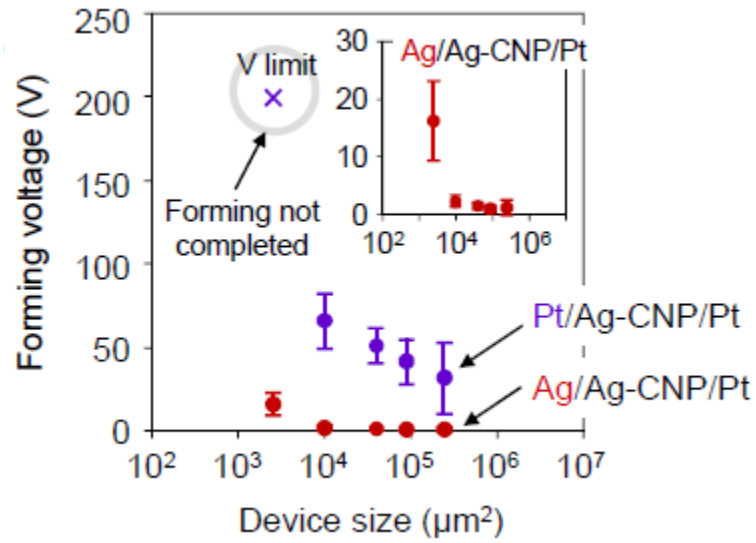 250
200
150
100
50
0
Forming voltage (V)
V limit
Forming not
completed
30
20
10
0
Ag/Ag-CNP/Pt
10² 10⁴ 10⁶
Pt/Ag-CNP/Pt
Ag/Ag-CNP/Pt
10² 10³ 10⁴ 10⁵ 10⁶ 10⁷
Device size (μm²)